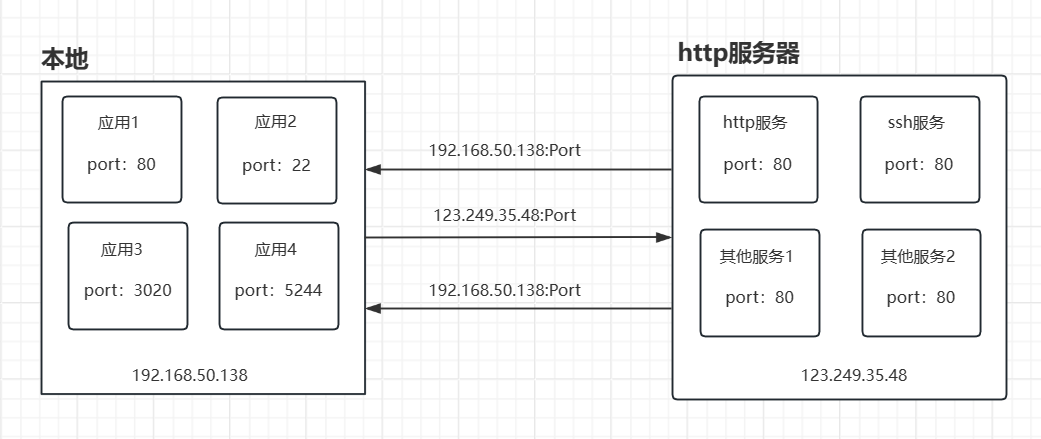 本地
http服务器
应用1
port：80
应用2
port：22
应用3
port：3020
应用4
port：5244
192.168.50.138
192.168.50.138:Port
123.249.35.48:Port
192.168.50.138:Port
http服务
port：80
ssh服务
port：80
其他服务1
port：80
其他服务2
port：80
123.249.35.48